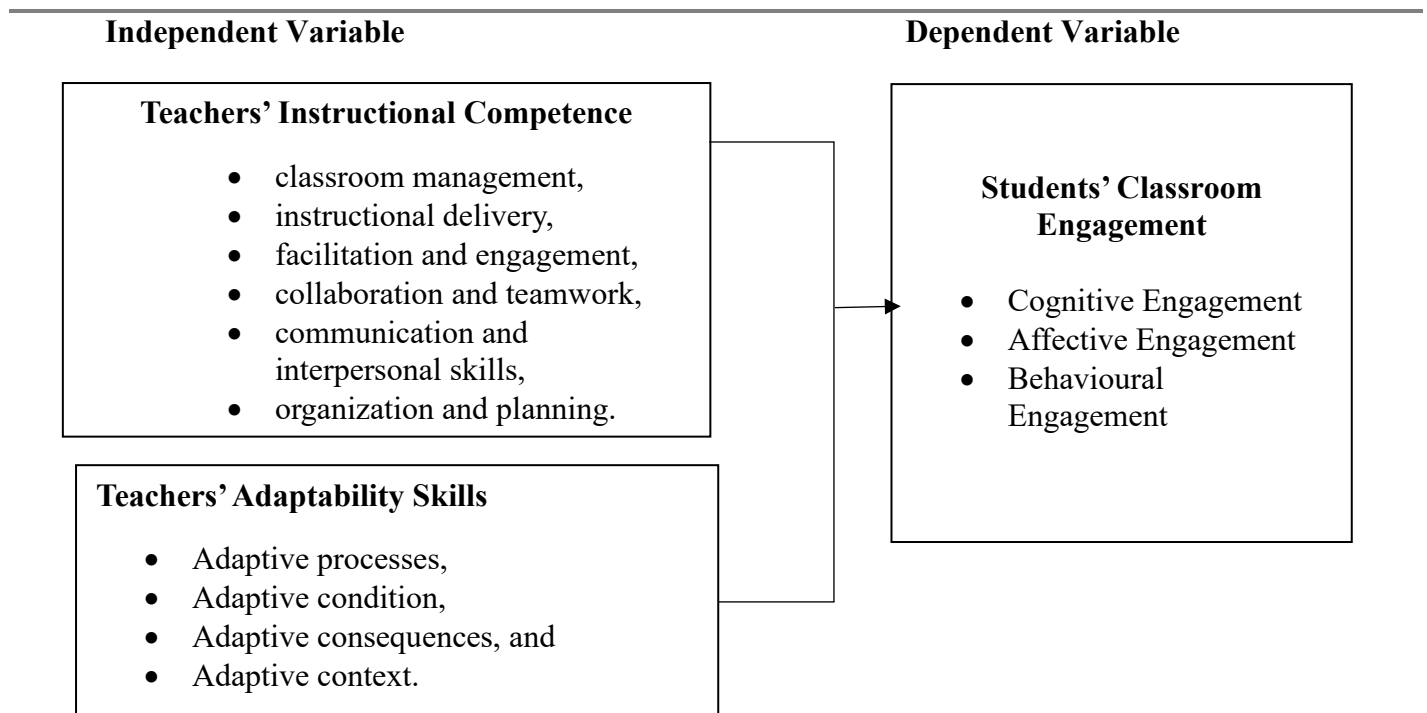 Independent Variable
Dependent Variable
Teachers’ Instructional Competence
• classroom management,
• instructional delivery,
• facilitation and engagement,
• collaboration and teamwork,
• communication and
interpersonal skills,
• organization and planning.
Teachers’ Adaptability Skills
• Adaptive processes,
• Adaptive condition,
• Adaptive consequences, and
• Adaptive context.
Students’ Classroom
Engagement
• Cognitive Engagement
• Affective Engagement
• Behavioural
Engagement